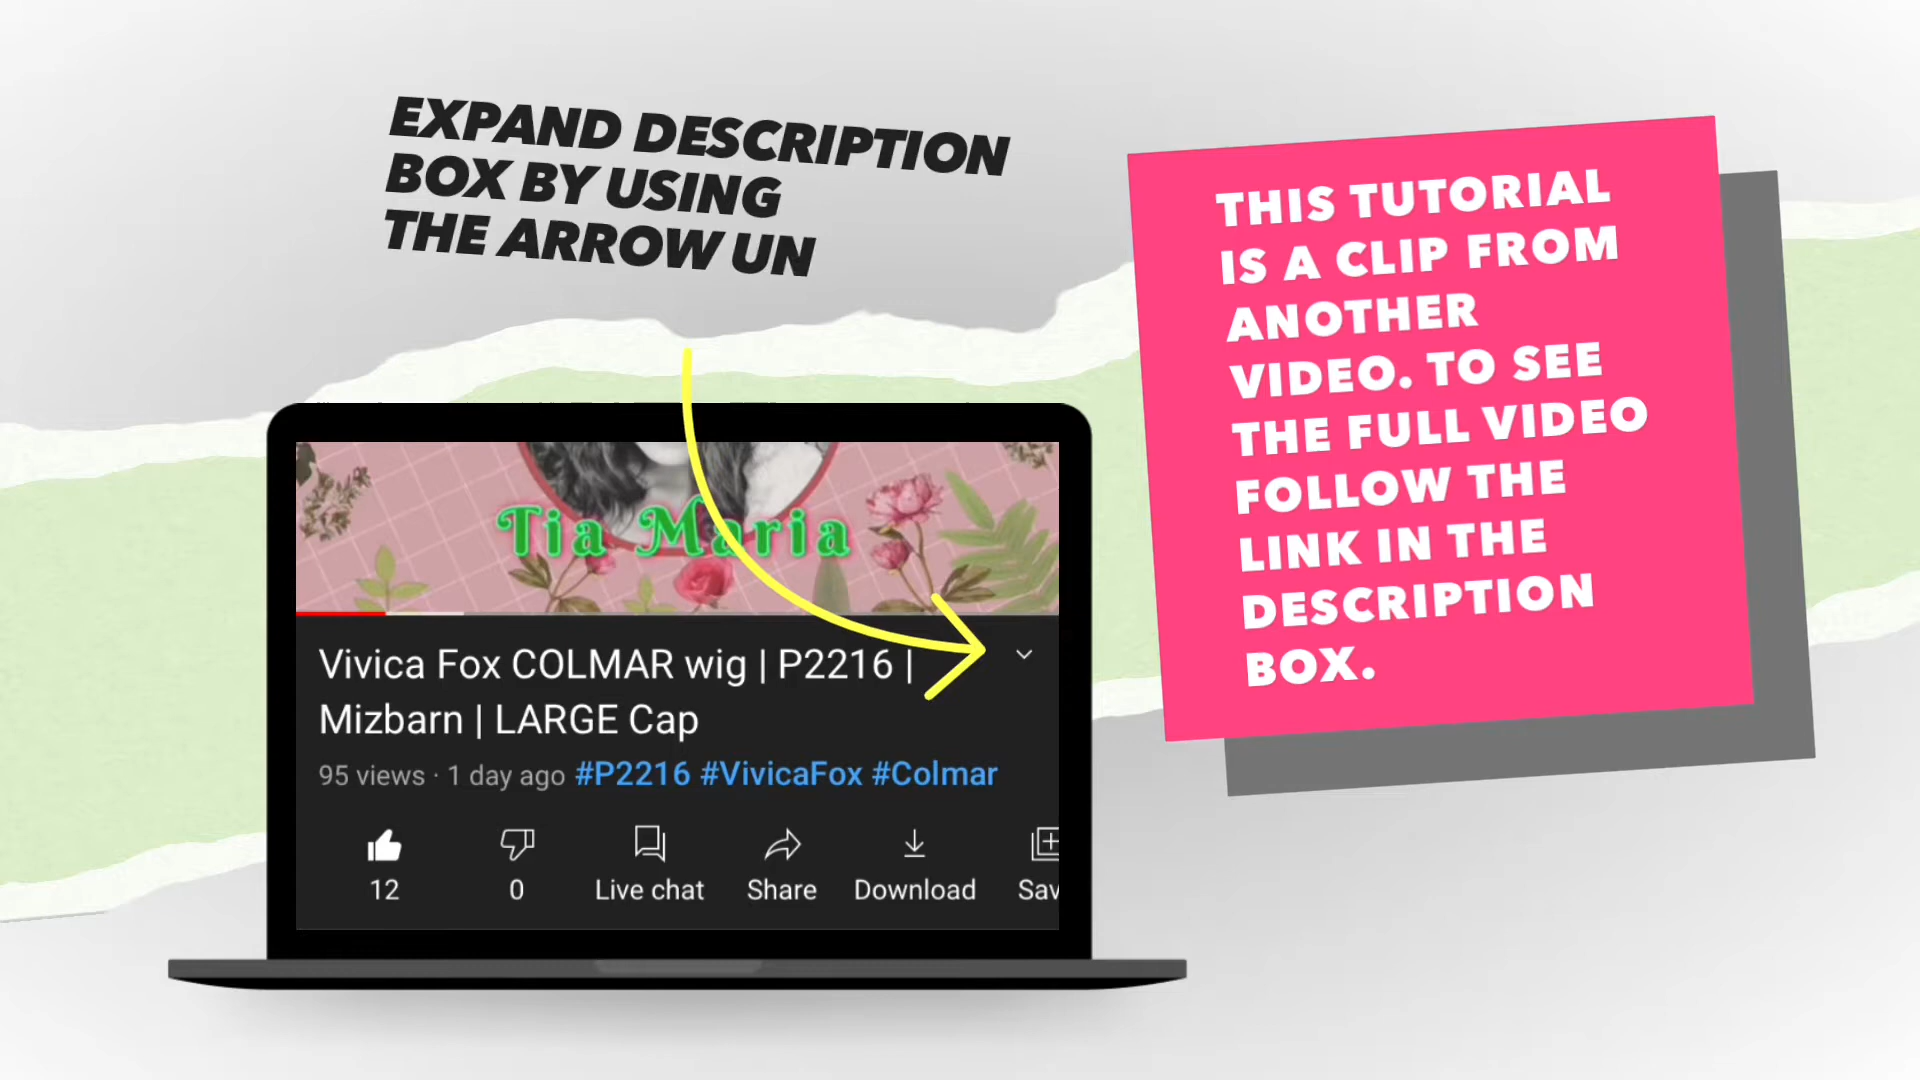 EXPAND DESCRIPTION
BOX BY USING
THE ARROW UN
THIS TUTORIAL
IS A CLIP FROM
ANOTHER
VIDEO. TO SEE
THE FULL VIDEO
FOLLOW THE
LINK IN THE
DESCRIPTION
BOX.
Tia Maria
Vivica Fox COLMAR wig | P2216 |
Mizbarn | LARGE Cap
95 views · 1 day ago #P2216 #VivicaFox #Colmar
12 0 Live chat Share Download Sav